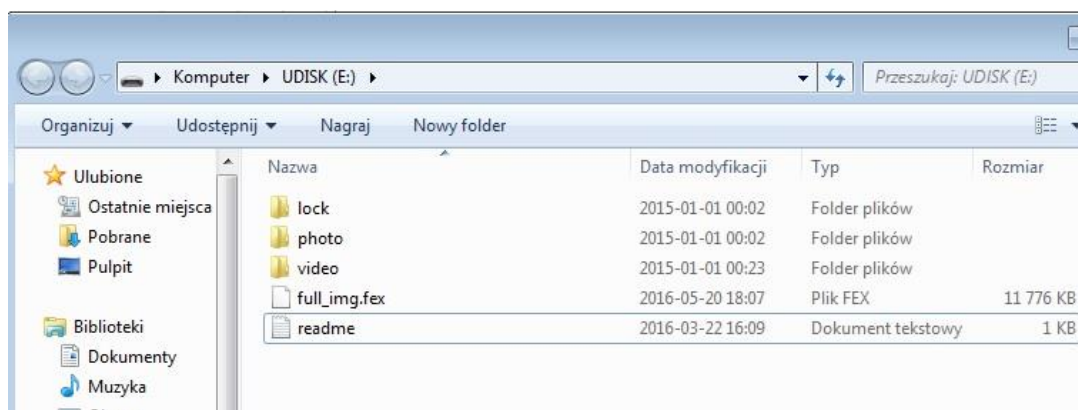 Komputer UDISK (E:) Przeszukaj: UDISK (E:)
Organizuj Udostępnij Nagraj Nowy folder
Nazwa Data modyfikacji Typ Rozmiar
Ulubione
Ostatnie miejsca
Pobrane
Pulpit
Biblioteki
Dokumenty
Muzyka
lock 2015-01-01 00:02 Folder plików
photo 2015-01-01 00:02 Folder plików
video 2015-01-01 00:23 Folder plików
full_img.fex 2016-05-20 18:07 Plik FEX 11 776 KB
readme 2016-03-22 16:09 Dokument tekstowy 1 KB